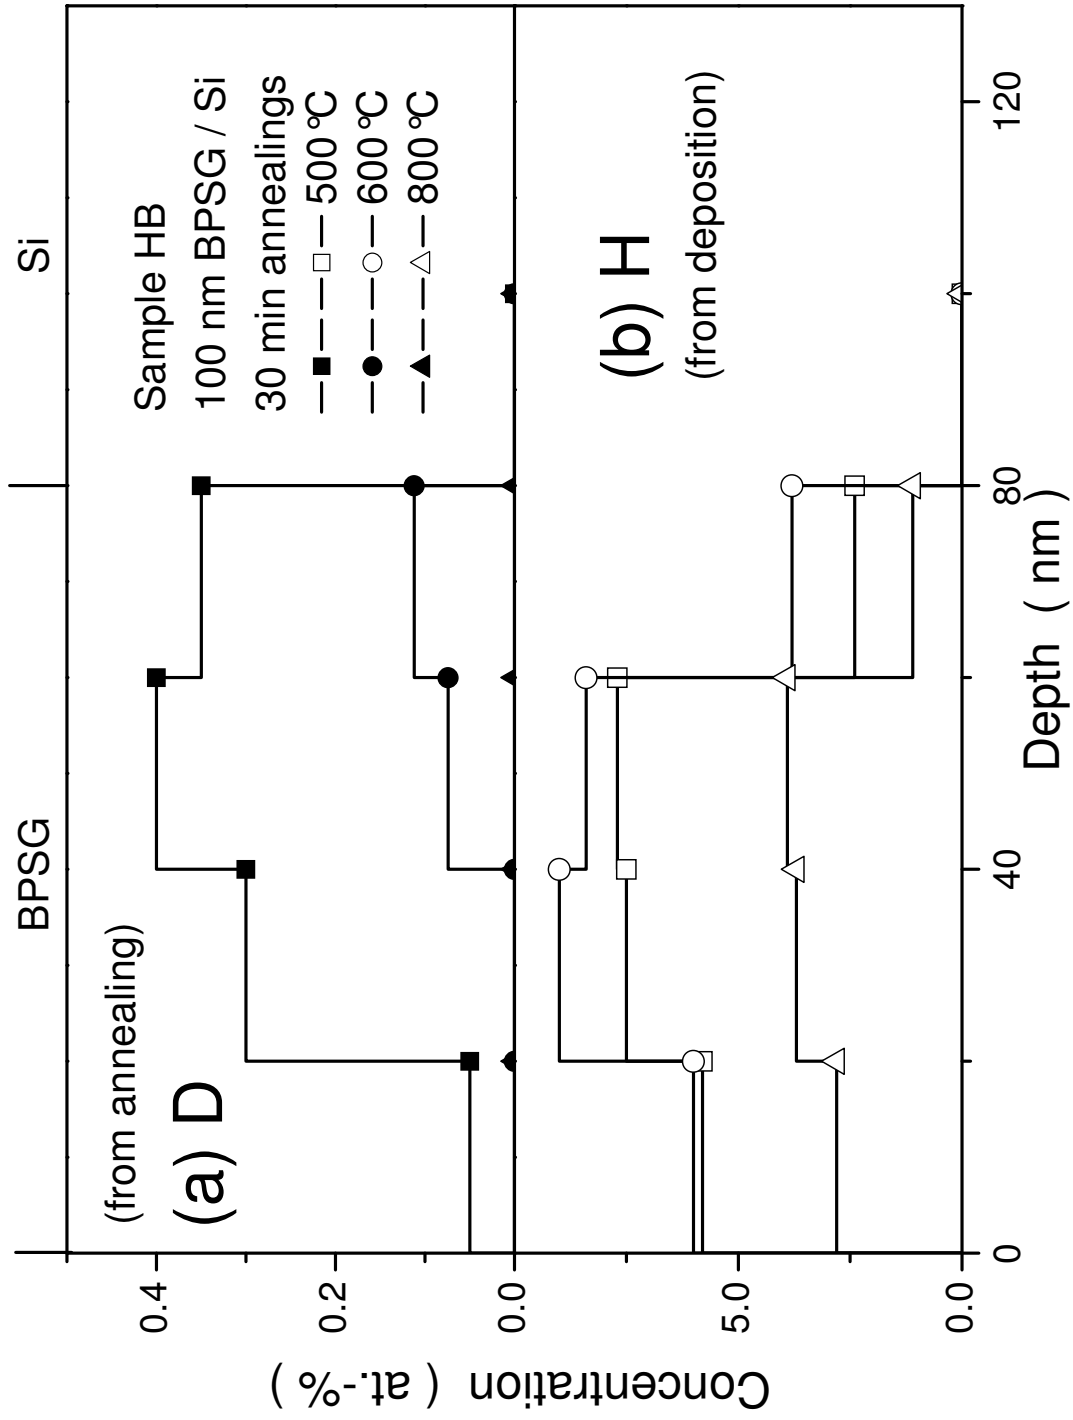 BPSG Si
(from annealing)
(a) D
Sample HB
100 nm BPSG / Si
30 min annealings
500°C
600°C
800°C
0.4
0.2
0.0
(b) H
(from deposition)
5.0
0.0
0 40 80 120
Depth ( nm )
Concentration ( at.-% )